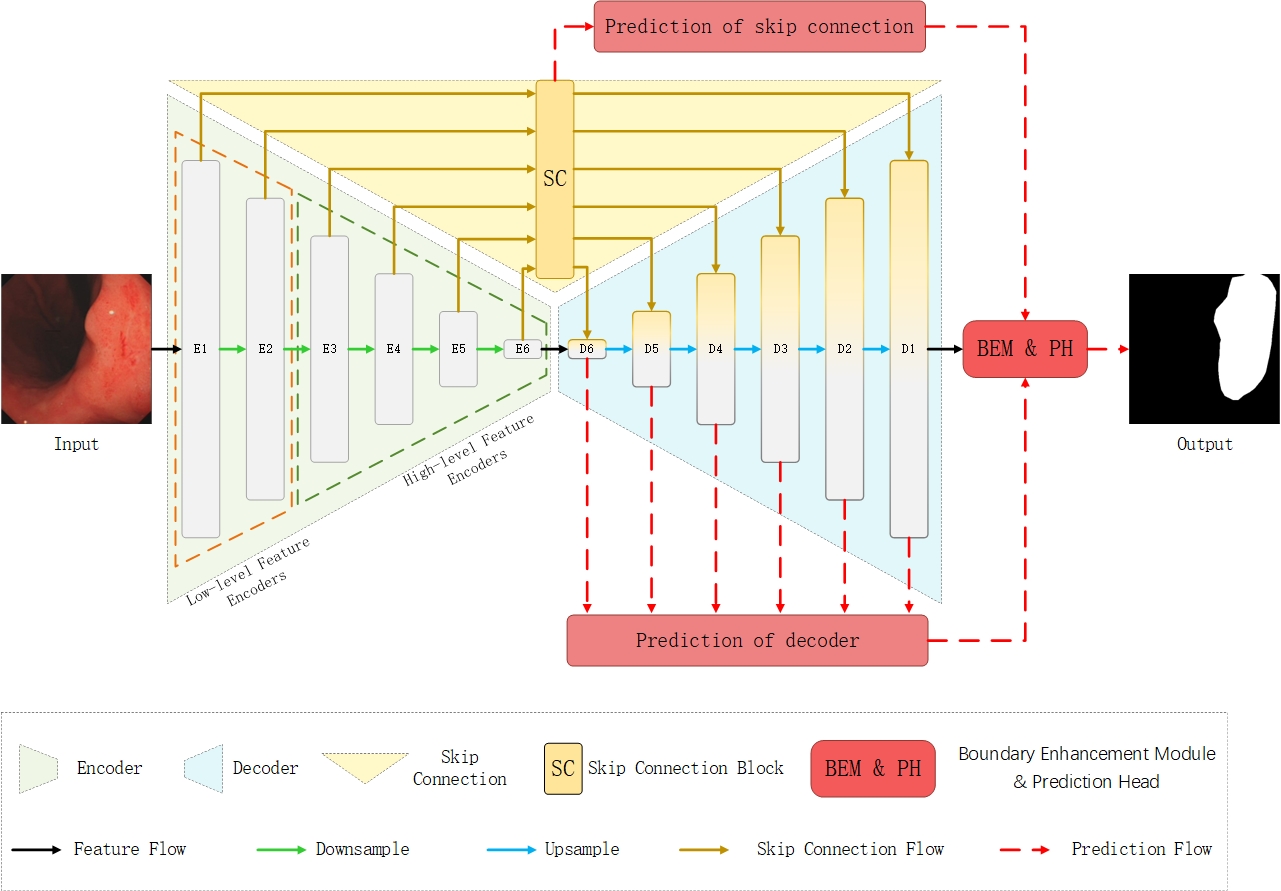 Prediction of skip connection
SC
E1
E2
E3
E4
E5
E6
D6
D5
D4
D3
D2
D1
BEM & PH
Input
Output
High-level Feature
Encoders
Low-level Feature
Encoders
Prediction of decoder
Encoder
Decoder
Skip
Connection
SC
Skip Connection Block
BEM & PH
Boundary Enhancement Module
& Prediction Head
Feature Flow
Downsample
Upsample
Skip Connection Flow
Prediction Flow